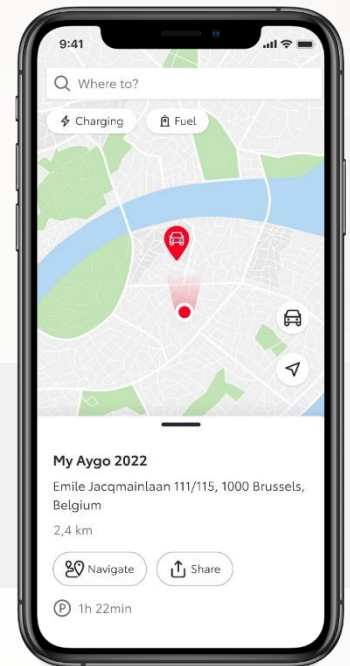 9:41
Where to?
Charging
Fuel
My Aygo 2022
Emile Jacqmainlaan 111/115, 1000 Brussels,
Belgium
2,4 km
Navigate
Share
P 1h 22min